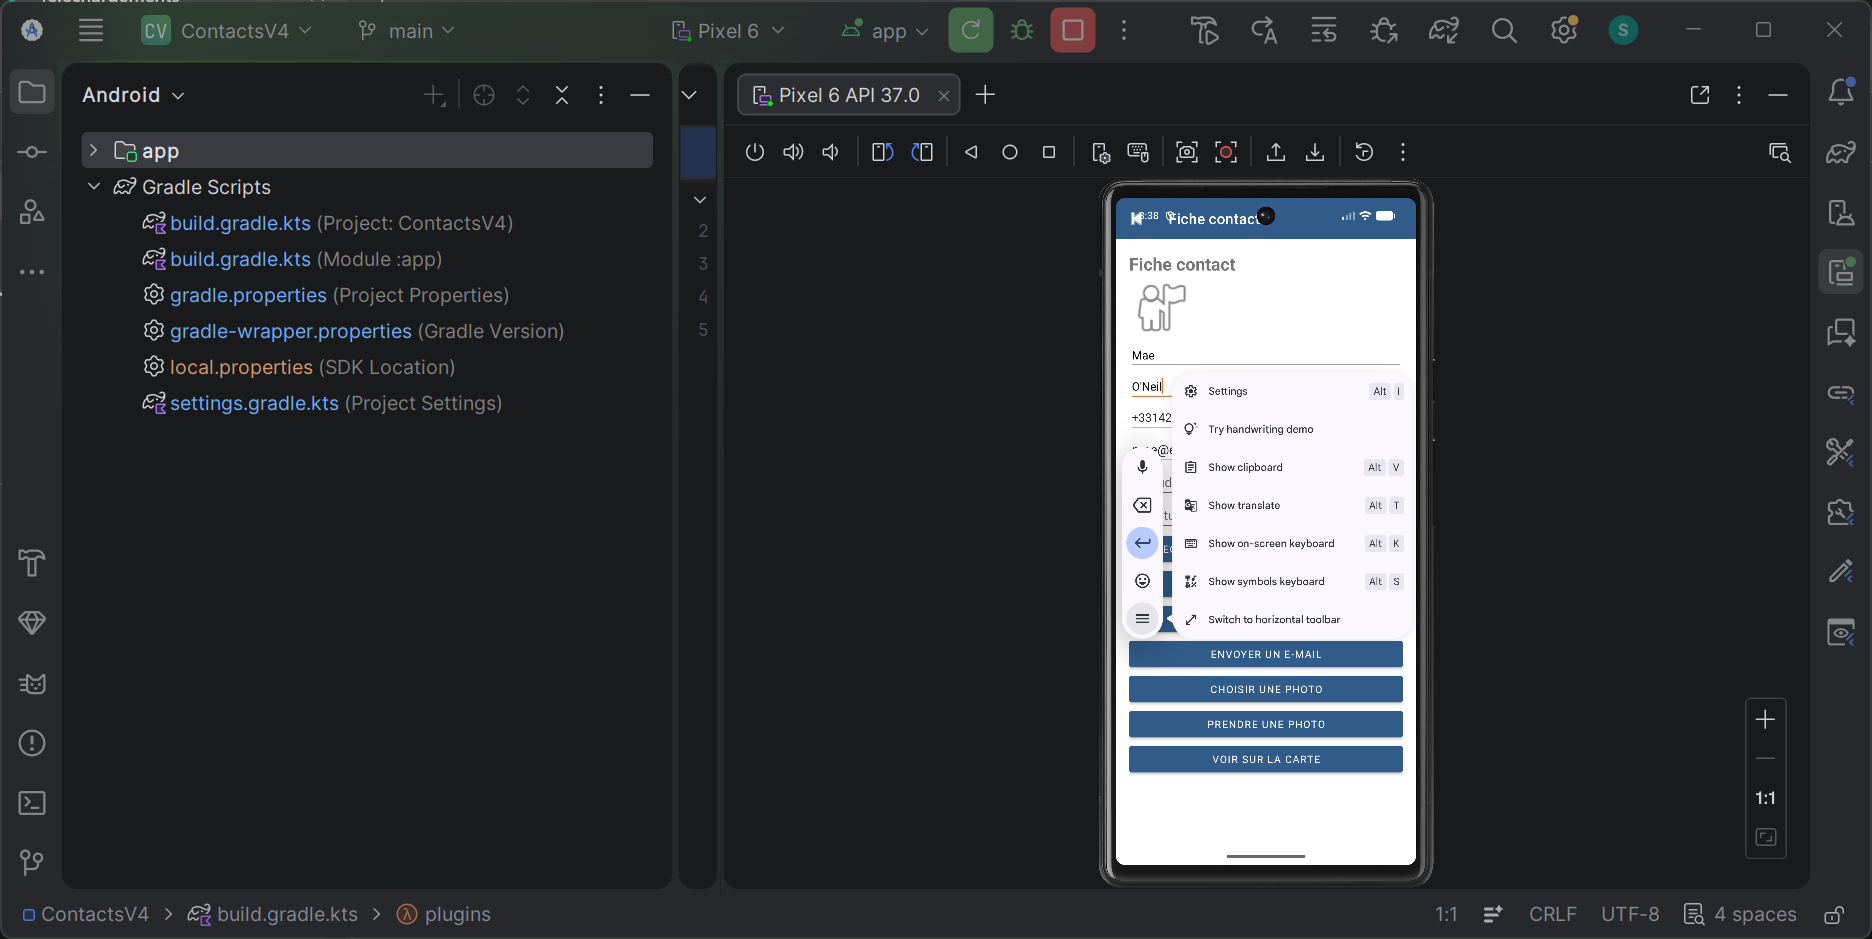 CV ContactsV4
main
Pixel 6
app
S
Android
Pixel 6 API 37.0
app
Gradle Scripts
build.gradle.kts (Project: ContactsV4)
build.gradle.kts (Module :app)
gradle.properties (Project Properties)
gradle-wrapper.properties (Gradle Version)
local.properties (SDK Location)
settings.gradle.kts (Project Settings)
2
3
4
5
:38
Fiche contact
Fiche contact
Mae
O'Neil
+33142
Settings Alt I
Try handwriting demo
Show clipboard Alt V
Show translate Alt T
Show on-screen keyboard Alt K
Show symbols keyboard Alt S
Switch to horizontal toolbar
ENVOYER UN E-MAIL
CHOISIR UNE PHOTO
PRENDRE UNE PHOTO
VOIR SUR LA CARTE
1:1
ContactsV4 > build.gradle.kts > plugins
1:1 CRLF UTF-8 4 spaces